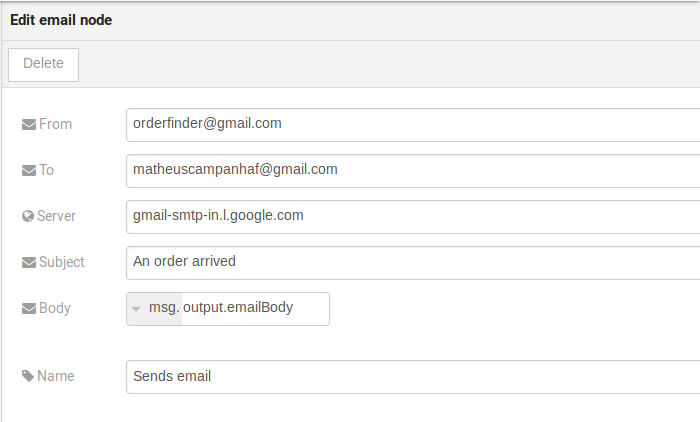 Edit email node
Delete
From orderfinder@gmail.com
To matheuscampanhaf@gmail.com
Server gmail-smtp-in.l.google.com
Subject An order arrived
Body msg. output.emailBody
Name Sends email